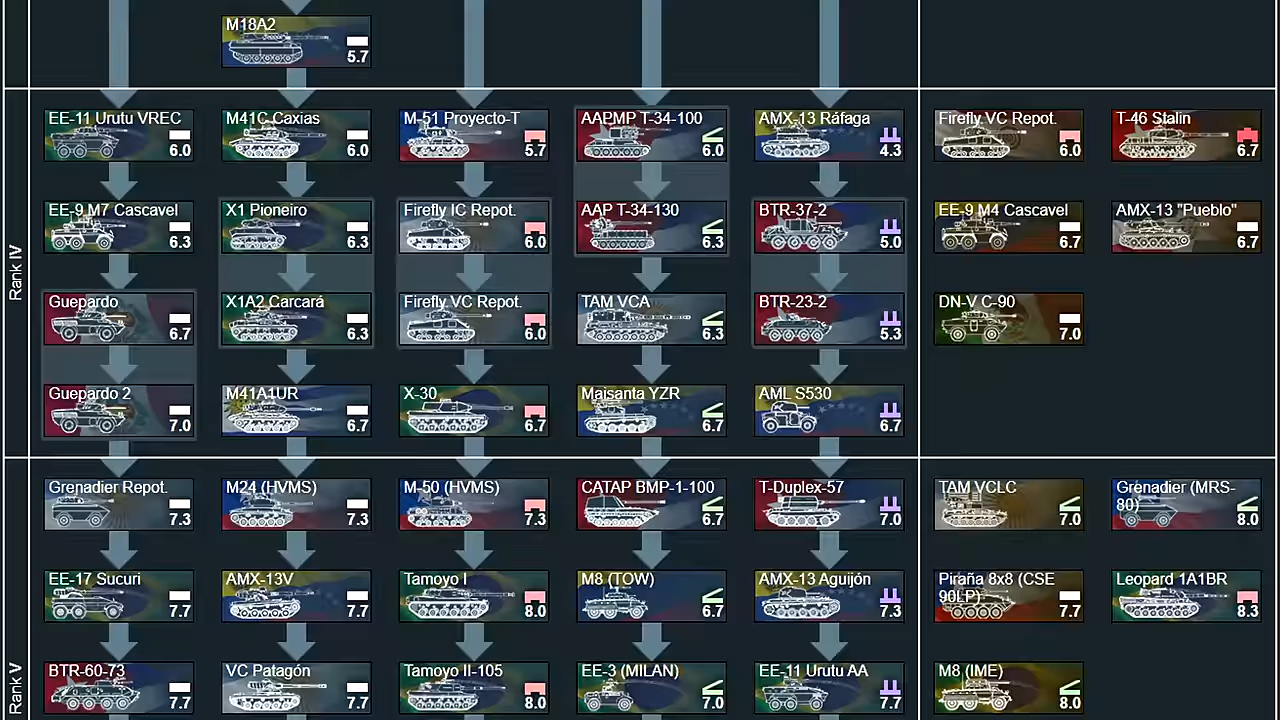 M18A2
5.7
EE-11 Urutu VREC
6.0
M41C Caxias
6.0
M-51 Proyecto-T
5.7
AAPMP T-34-100
6.0
AMX-13 Ráfaga
4.3
Firefly VC Repot.
6.0
T-46 Stalin
6.7
EE-9 M7 Cascavel
6.3
X1 Pioneiro
6.3
Firefly IC Repot.
6.0
AAP T-34-130
6.3
BTR-37-2
5.0
EE-9 M4 Cascavel
6.7
AMX-13 "Pueblo"
6.7
Rank IV
Guepardo
6.7
X1A2 Carcará
6.3
Firefly VC Repot.
6.0
TAM VCA
6.3
BTR-23-2
5.3
DN-V C-90
7.0
Guepardo 2
7.0
M41A1UR
6.7
X-30
6.7
Maisanta YZR
6.7
AML S530
6.7
Grenadier Repot.
7.3
M24 (HVMS)
7.3
M-50 (HVMS)
7.3
CATAP BMP-1-100
6.7
T-Duplex-57
7.0
TAM VCLC
7.0
Grenadier (MRS-
80)
8.0
EE-17 Sucuri
7.7
AMX-13V
7.7
Tamoyo I
8.0
M8 (TOW)
6.7
AMX-13 Aguijón
7.3
Piraña 8x8 (CSE
90LP)
7.7
Leopard 1A1BR
8.3
Rank V
BTR-60-73
7.7
VC Patagón
7.7
Tamoyo II-105
8.0
EE-3 (MILAN)
7.0
EE-11 Urutu AA
7.7
M8 (IME)
8.0